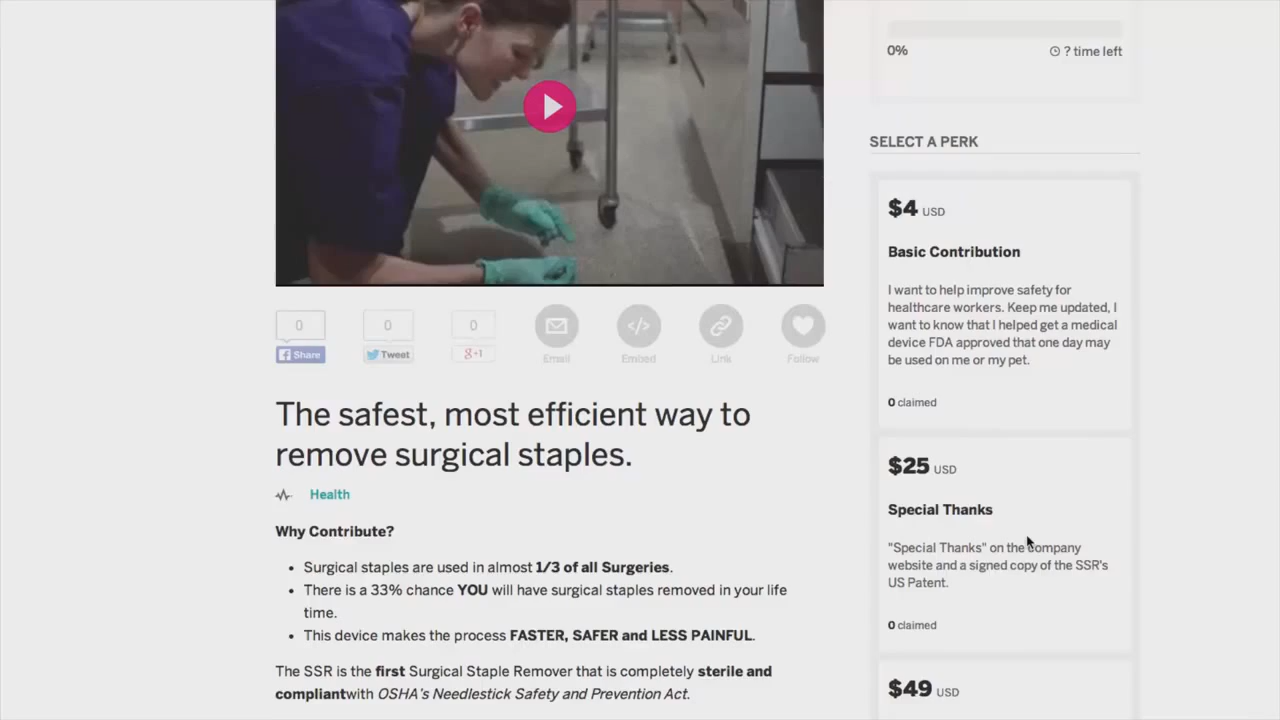 0% ? time left
SELECT A PERK
$4 USD
Basic Contribution
I want to help improve safety for
healthcare workers. Keep me updated, I
want to know that I helped get a medical
device FDA approved that one day may
be used on me or my pet.
0 claimed
$25 USD
Special Thanks
"Special Thanks" on the company
website and a signed copy of the SSR's
US Patent.
0 claimed
$49 USD
0 0 0
Share Tweet g+1 Email Embed Link Follow
The safest, most efficient way to
remove surgical staples.
Health
Why Contribute?
• Surgical staples are used in almost 1/3 of all Surgeries.
• There is a 33% chance YOU will have surgical staples removed in your life
time.
• This device makes the process FASTER, SAFER and LESS PAINFUL.
The SSR is the first Surgical Staple Remover that is completely sterile and
compliantwith OSHA's Needlestick Safety and Prevention Act.